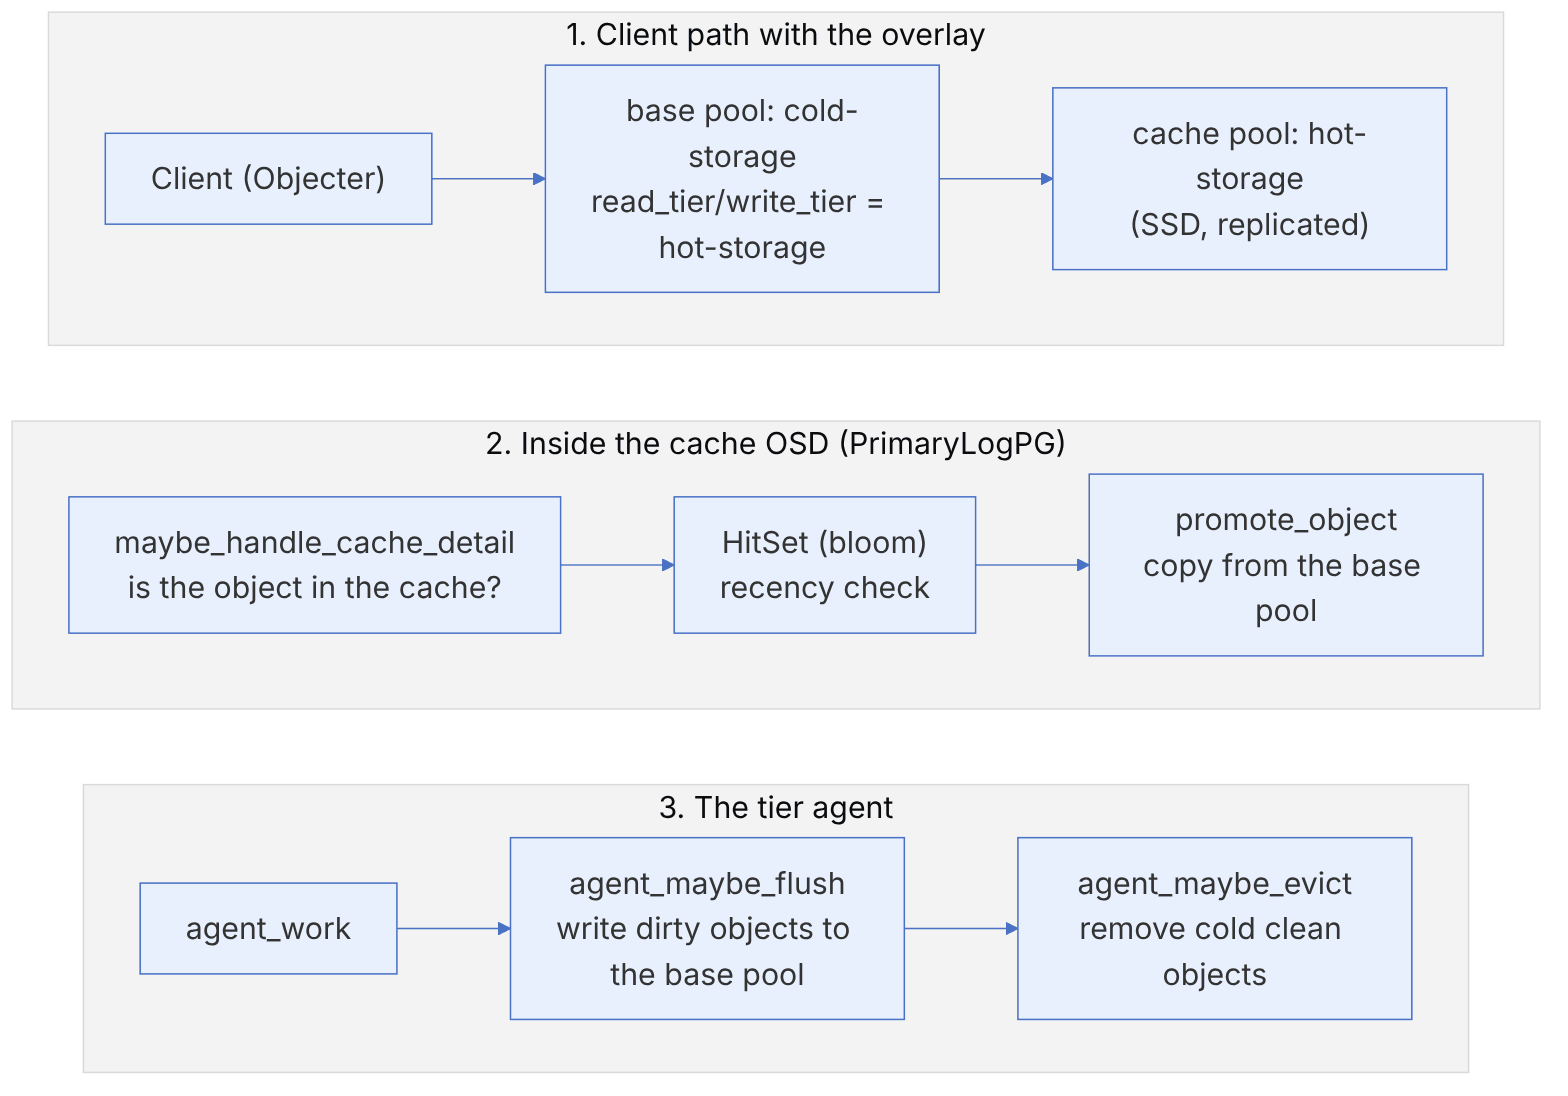 1. Client path with the overlay
Client (Objecter)
base pool: cold-
storage
read_tier/write_tier =
hot-storage
cache pool: hot-
storage
(SSD, replicated)
2. Inside the cache OSD (PrimaryLogPG)
maybe_handle_cache_detail
is the object in the cache?
HitSet (bloom)
recency check
promote_object
copy from the base
pool
3. The tier agent
agent_work
agent_maybe_flush
write dirty objects to
the base pool
agent_maybe_evict
remove cold clean
objects